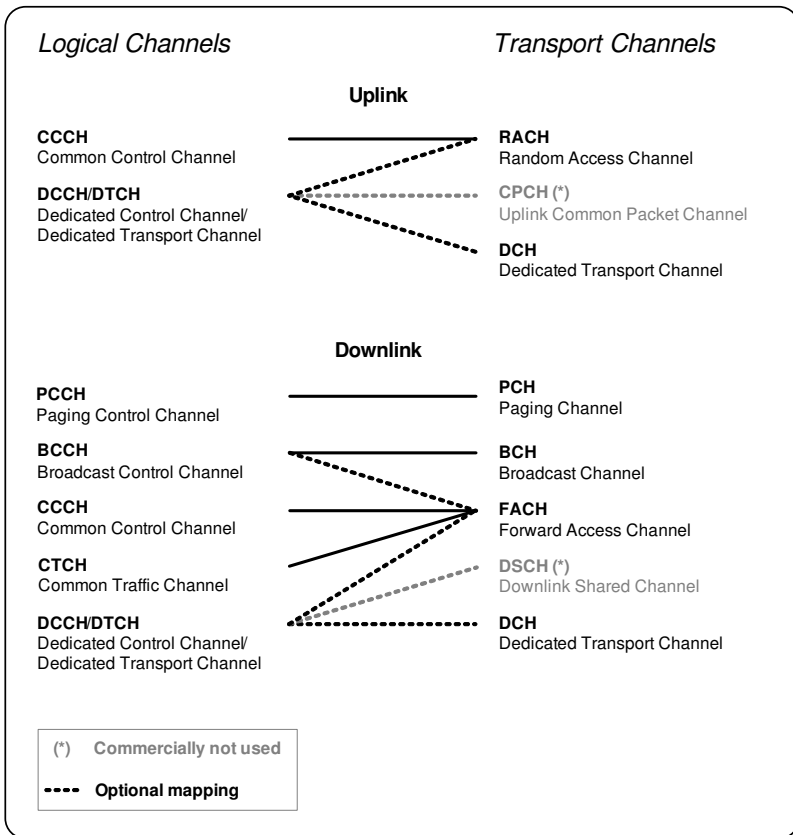 Logical Channels
Transport Channels
Uplink
CCCH
Common Control Channel
RACH
Random Access Channel
DCCH/DTCH
Dedicated Control Channel/
Dedicated Transport Channel
CPCH (*)
Uplink Common Packet Channel
DCH
Dedicated Transport Channel
Downlink
PCCH
Paging Control Channel
PCH
Paging Channel
BCCH
Broadcast Control Channel
BCH
Broadcast Channel
CCCH
Common Control Channel
FACH
Forward Access Channel
CTCH
Common Traffic Channel
DSCH (*)
Downlink Shared Channel
DCCH/DTCH
Dedicated Control Channel/
Dedicated Transport Channel
DCH
Dedicated Transport Channel
(*) Commercially not used
Optional mapping